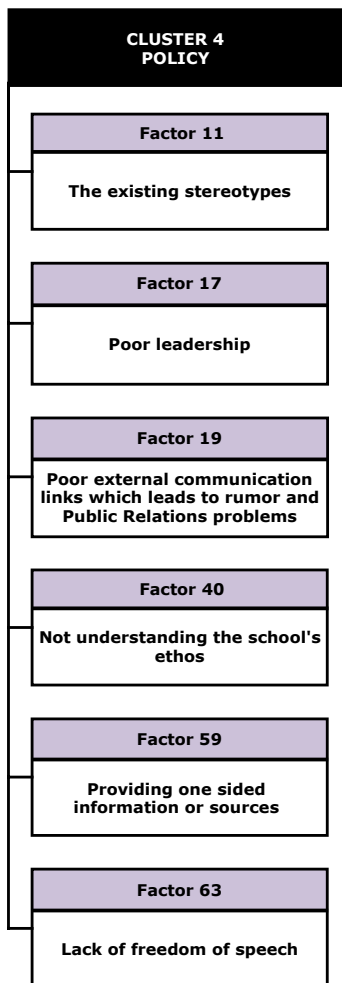 CLUSTER 4
POLICY
Factor 11
The existing stereotypes
Factor 17
Poor leadership
Factor 19
Poor external communication
links which leads to rumor and
Public Relations problems
Factor 40
Not understanding the school's
ethos
Factor 59
Providing one sided
information or sources
Factor 63
Lack of freedom of speech